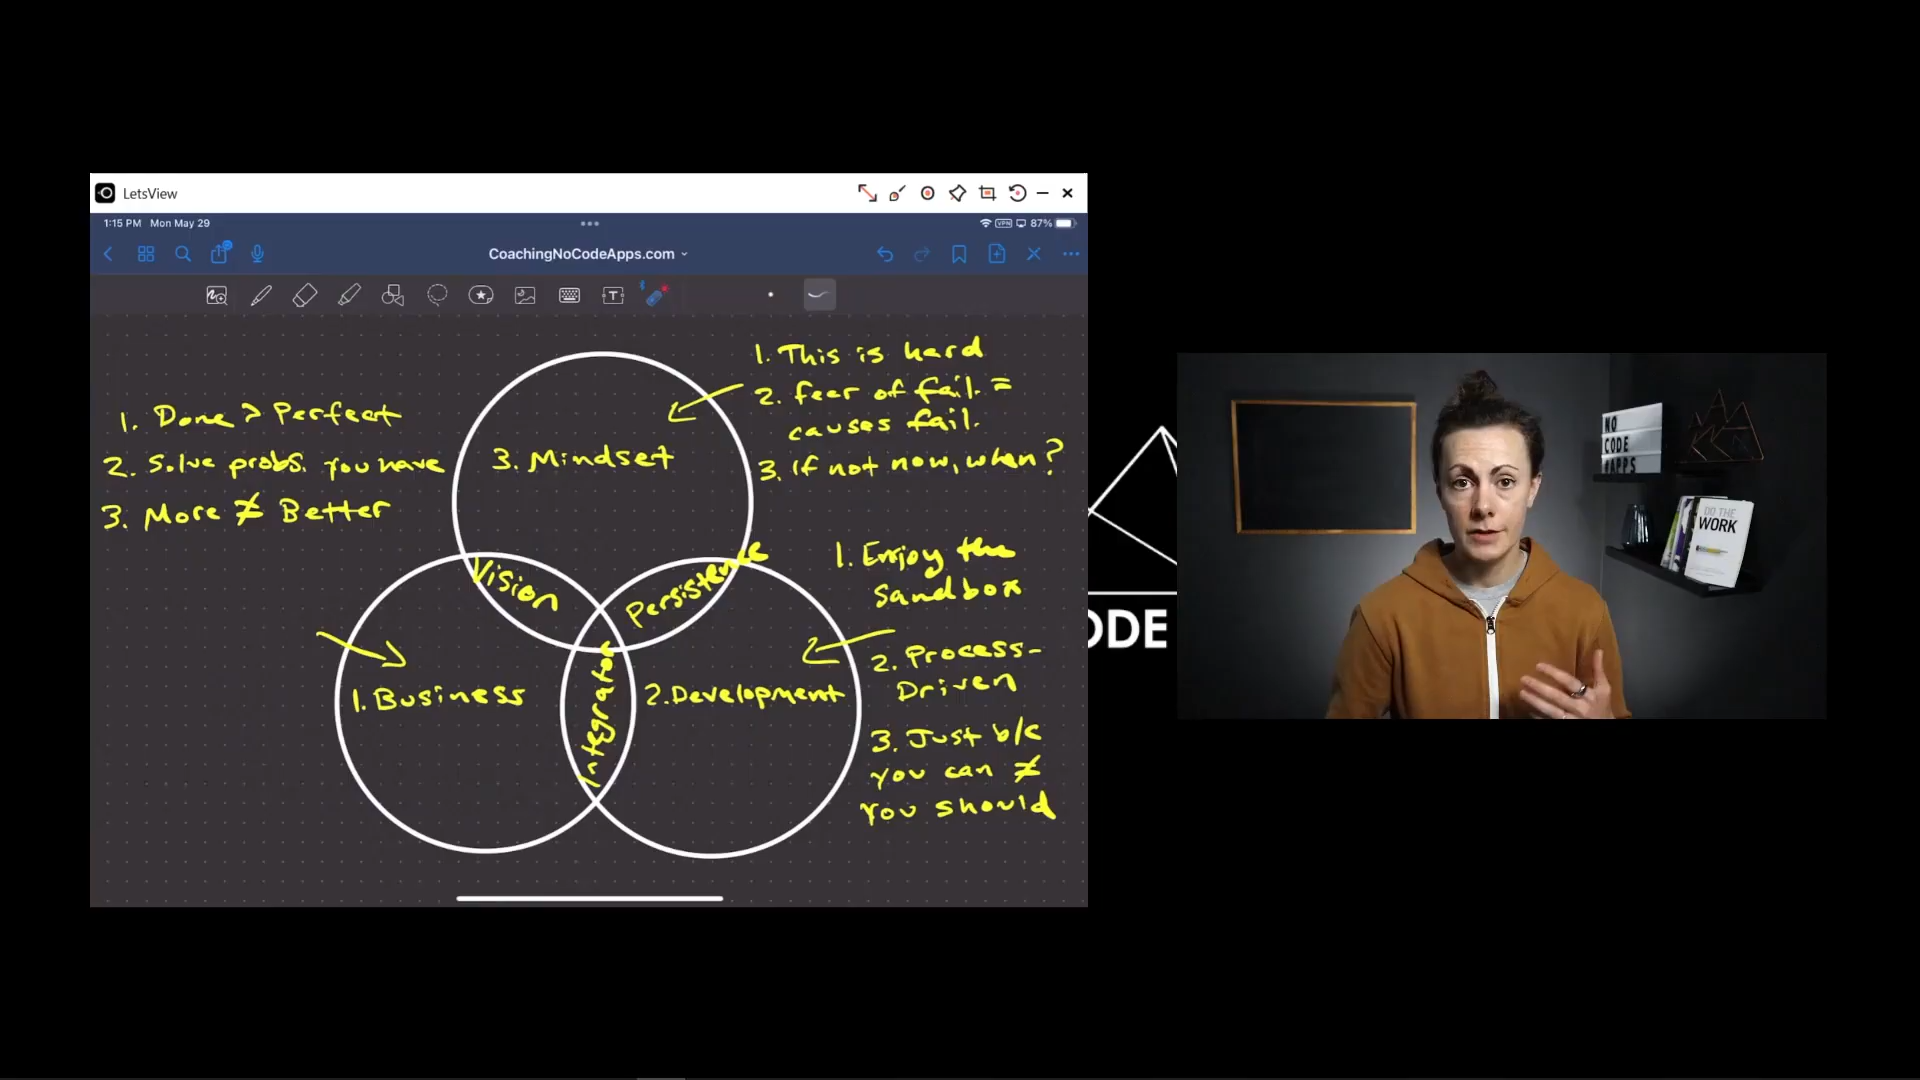 LetsView
1:15 PM Mon May 29
VPN 87%
CoachingNoCodeApps.com
T
1. This is hard
2. fear of fail. =
causes fail.
3. If not now, when?
1. Done > Perfect
2. Solve probs. you have
3. More ≠ Better
3. Mindset
Vision
Persistence
Integrator
1. Business
2. Development
1. Enjoy the
sandbox
2. Process-
Driven
3. Just b/c
you can ≠
you should
ODE
NO
CODE
APPS
DO THE
WORK